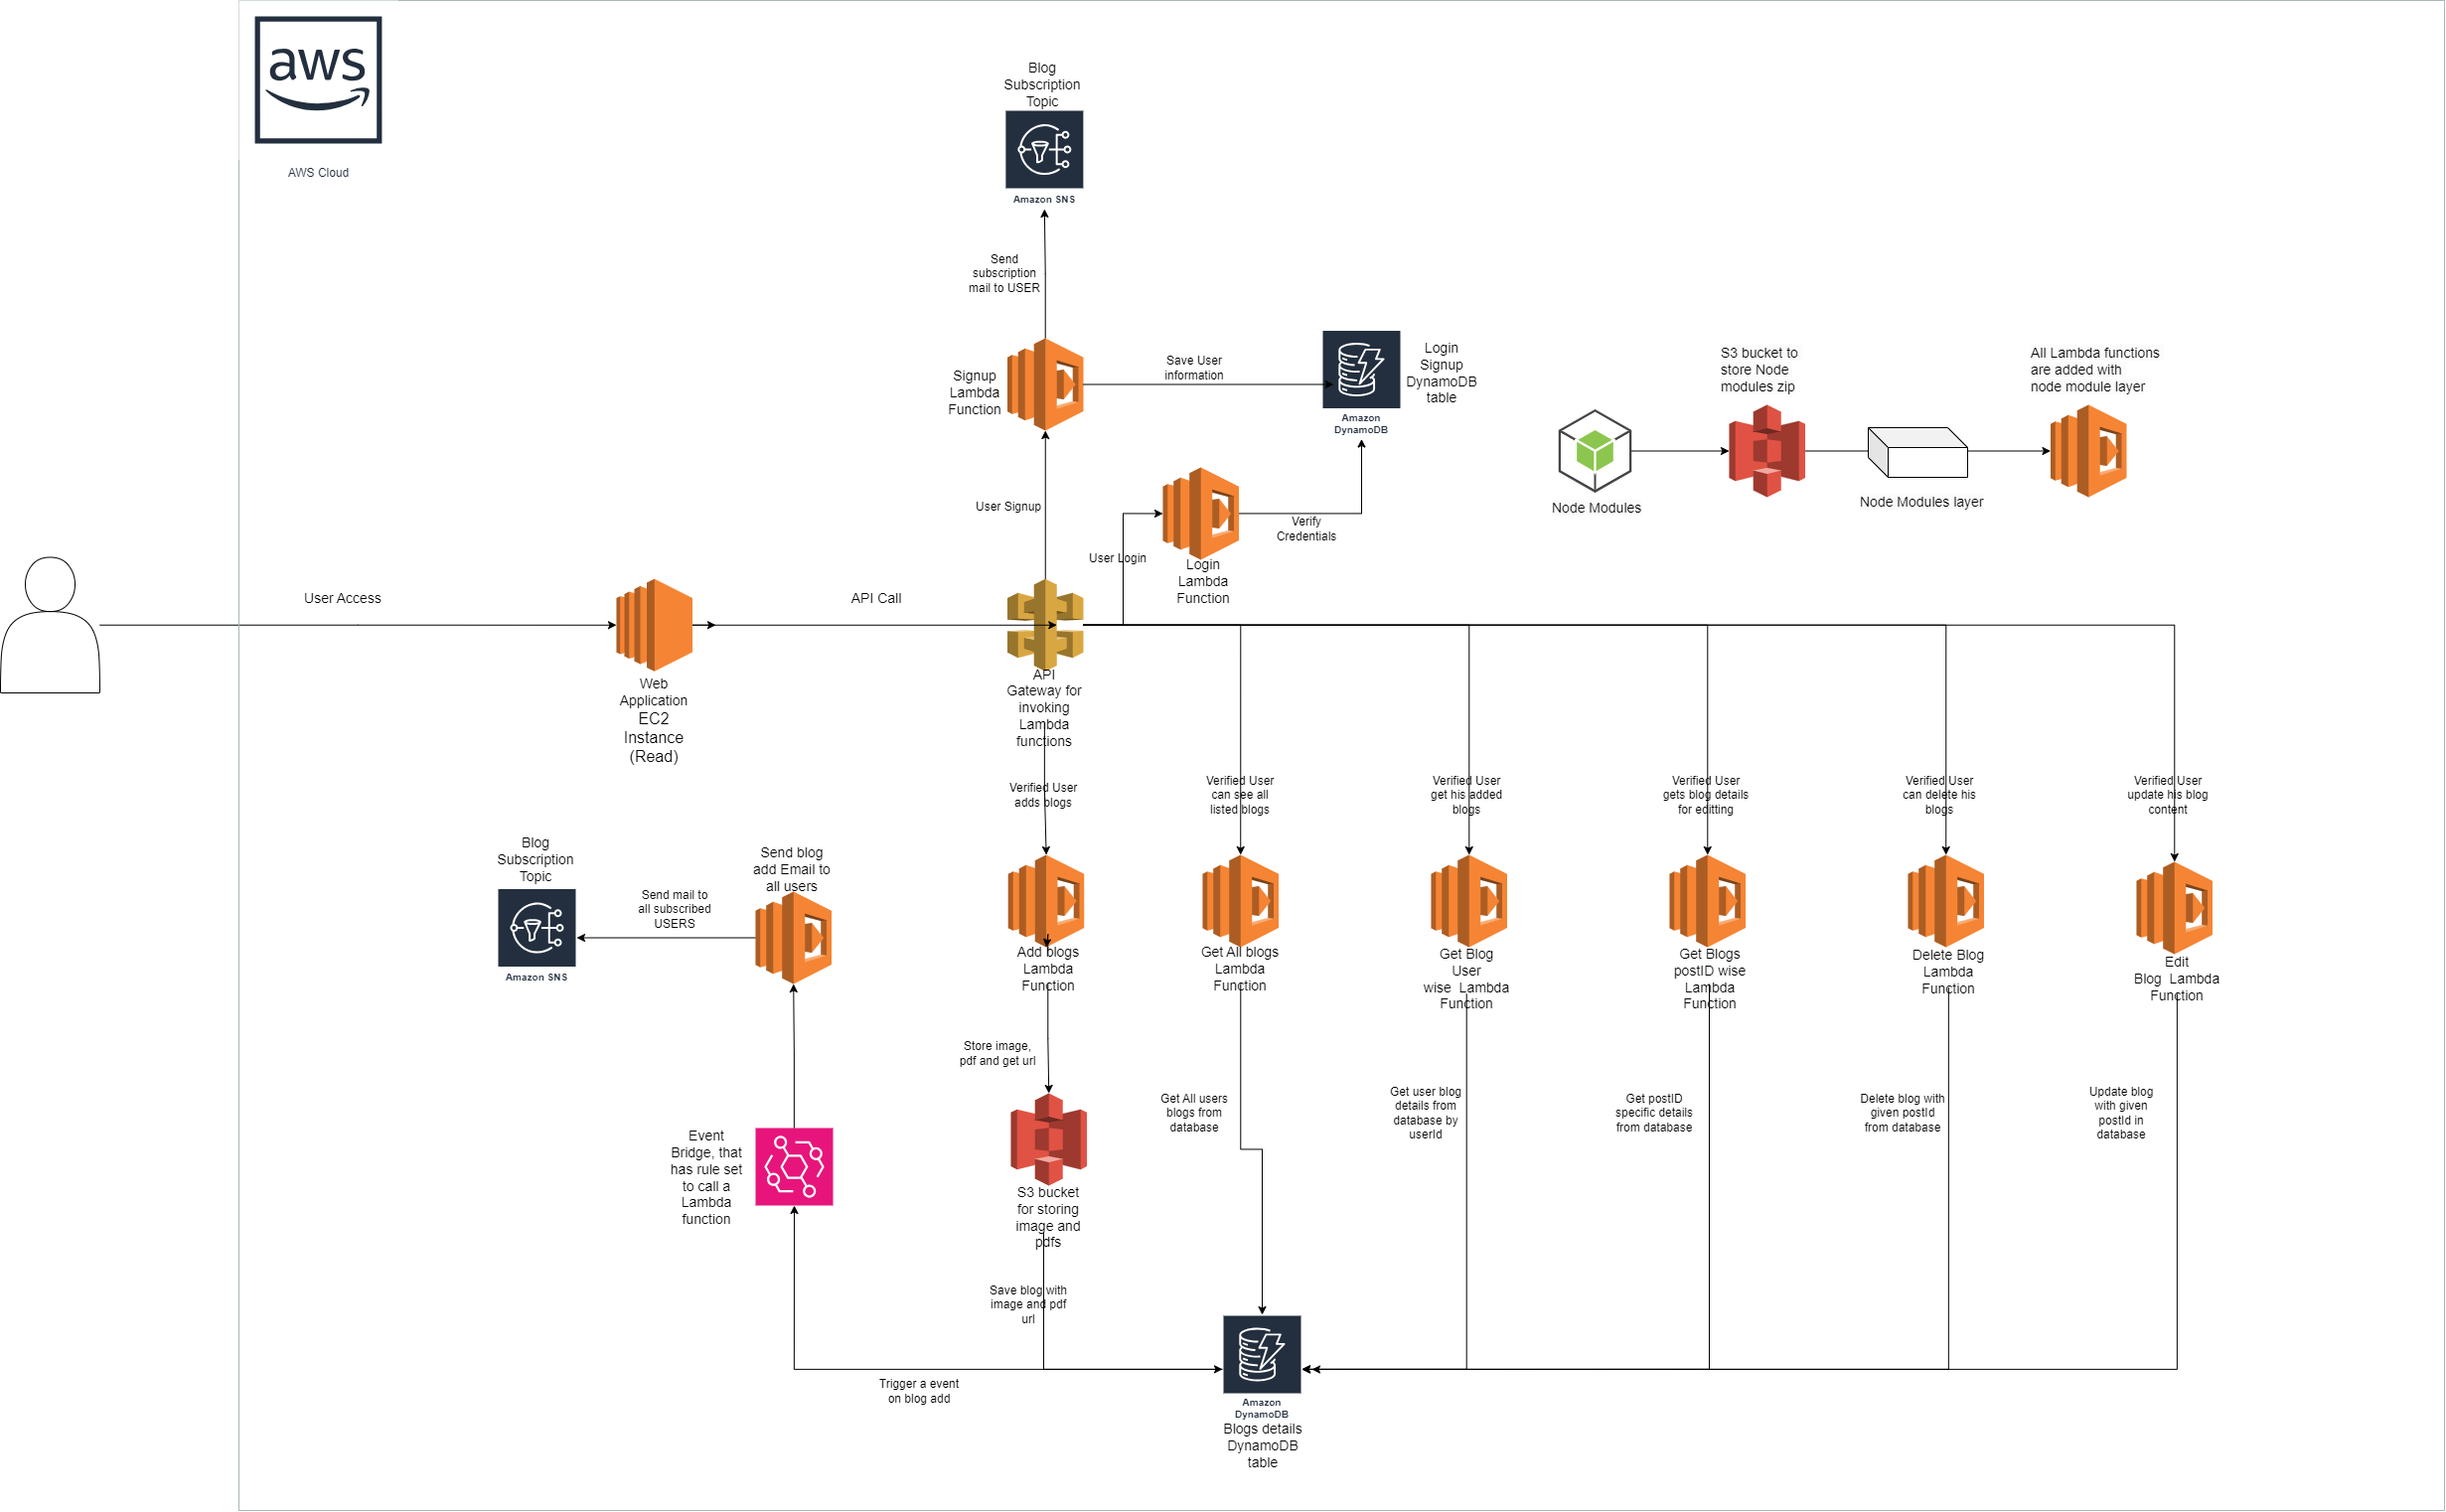 aws
AWS Cloud
Blog
Subscription
Topic
Amazon SNS
Send
subscription
mail to USER
Signup
Lambda
Function
Save User
information
Login
Signup
DynamoDB
table
Amazon
DynamoDB
S3 bucket to
store Node
modules zip
All Lambda functions
are added with
node module layer
Node Modules
Node Modules layer
User Signup
User Login
Verify
Credentials
Login
Lambda
Function
User Access
API Call
Web
Application
EC2
Instance
(Read)
API
Gateway for
invoking
Lambda
functions
Verified User
adds blogs
Verified User
can see all
listed blogs
Verified User
get his added
blogs
Verified User
gets blog details
for editting
Verified User
can delete his
blogs
Verified User
update his blog
content
Blog
Subscription
Topic
Amazon SNS
Send mail to
all subscribed
USERS
Send blog
add Email to
all users
Add blogs
Lambda
Function
Get All blogs
Lambda
Function
Get Blog
User
wise Lambda
Function
Get Blogs
postID wise
Lambda
Function
Delete Blog
Lambda
Function
Edit
Blog Lambda
Function
Store image,
pdf and get url
Get All users
blogs from
database
Get user blog
details from
database by
userId
Get postID
specific details
from database
Delete blog with
given postId
from database
Update blog
with given
postId in
database
Event
Bridge, that
has rule set
to call a
Lambda
function
S3 bucket
for storing
image and
pdfs
Save blog with
image and pdf
url
Trigger a event
on blog add
Amazon
DynamoDB
Blogs details
DynamoDB
table